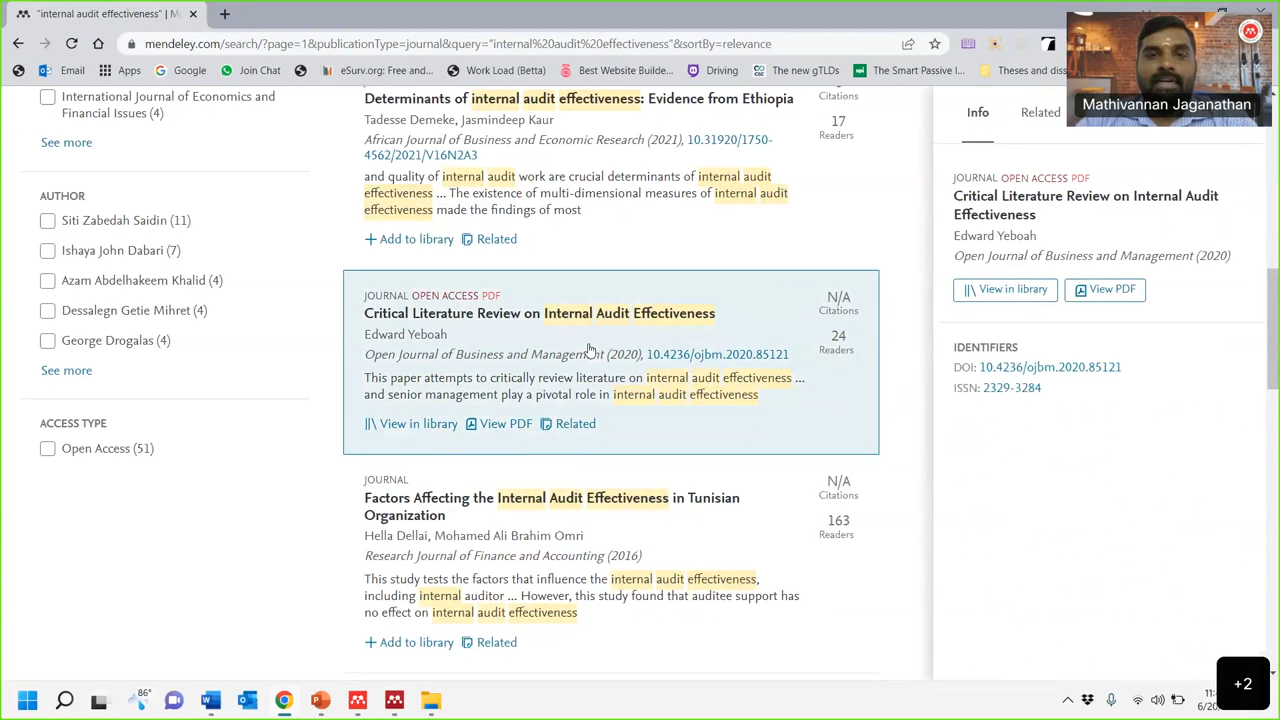 "internal audit effectiveness" | M
mendeley.com/search/?page=1&publicationType=journal&query="internal%20audit%20effectiveness"&sortBy=relevance
Email
Apps
Google
Join Chat
eSurvey: Free and...
Work Load (Betta)
Best Website Builde...
Driving
The new gTLDs
The Smart Passive I...
Theses and dis
Mathivannan Jaganathan
International Journal of Economics and
Financial Issues (4)
See more
AUTHOR
Siti Zabedah Saidin (11)
Ishaya John Dabari (7)
Azam Abdelhakeem Khalid (4)
Dessalegn Getie Mihret (4)
George Drogalas (4)
See more
ACCESS TYPE
Open Access (51)
Determinants of internal audit effectiveness: Evidence from Ethiopia
Tadesse Demeke, Jasmindeep Kaur
African Journal of Business and Economic Research (2021), 10.31920/1750-
4562/2021/V16N2A3
and quality of internal audit work are crucial determinants of internal audit
effectiveness ... The existence of multi-dimensional measures of internal audit
effectiveness made the findings of most
Add to library Related
Citations
17
Readers
JOURNAL OPEN ACCESS PDF
Critical Literature Review on Internal Audit Effectiveness
Edward Yeboah
Open Journal of Business and Management (2020), 10.4236/ojbm.2020.85121
This paper attempts to critically review literature on internal audit effectiveness ...
and senior management play a pivotal role in internal audit effectiveness
View in library View PDF Related
N/A
Citations
24
Readers
JOURNAL
Factors Affecting the Internal Audit Effectiveness in Tunisian
Organization
Hella Dellai, Mohamed Ali Brahim Omri
Research Journal of Finance and Accounting (2016)
This study tests the factors that influence the internal audit effectiveness,
including internal auditor ... However, this study found that auditee support has
no effect on internal audit effectiveness
Add to library Related
N/A
Citations
163
Readers
Info Related
JOURNAL OPEN ACCESS PDF
Critical Literature Review on Internal Audit
Effectiveness
Edward Yeboah
Open Journal of Business and Management (2020)
View in library View PDF
IDENTIFIERS
DOI: 10.4236/ojbm.2020.85121
ISSN: 2329-3284
86°
11:
6/20
+2